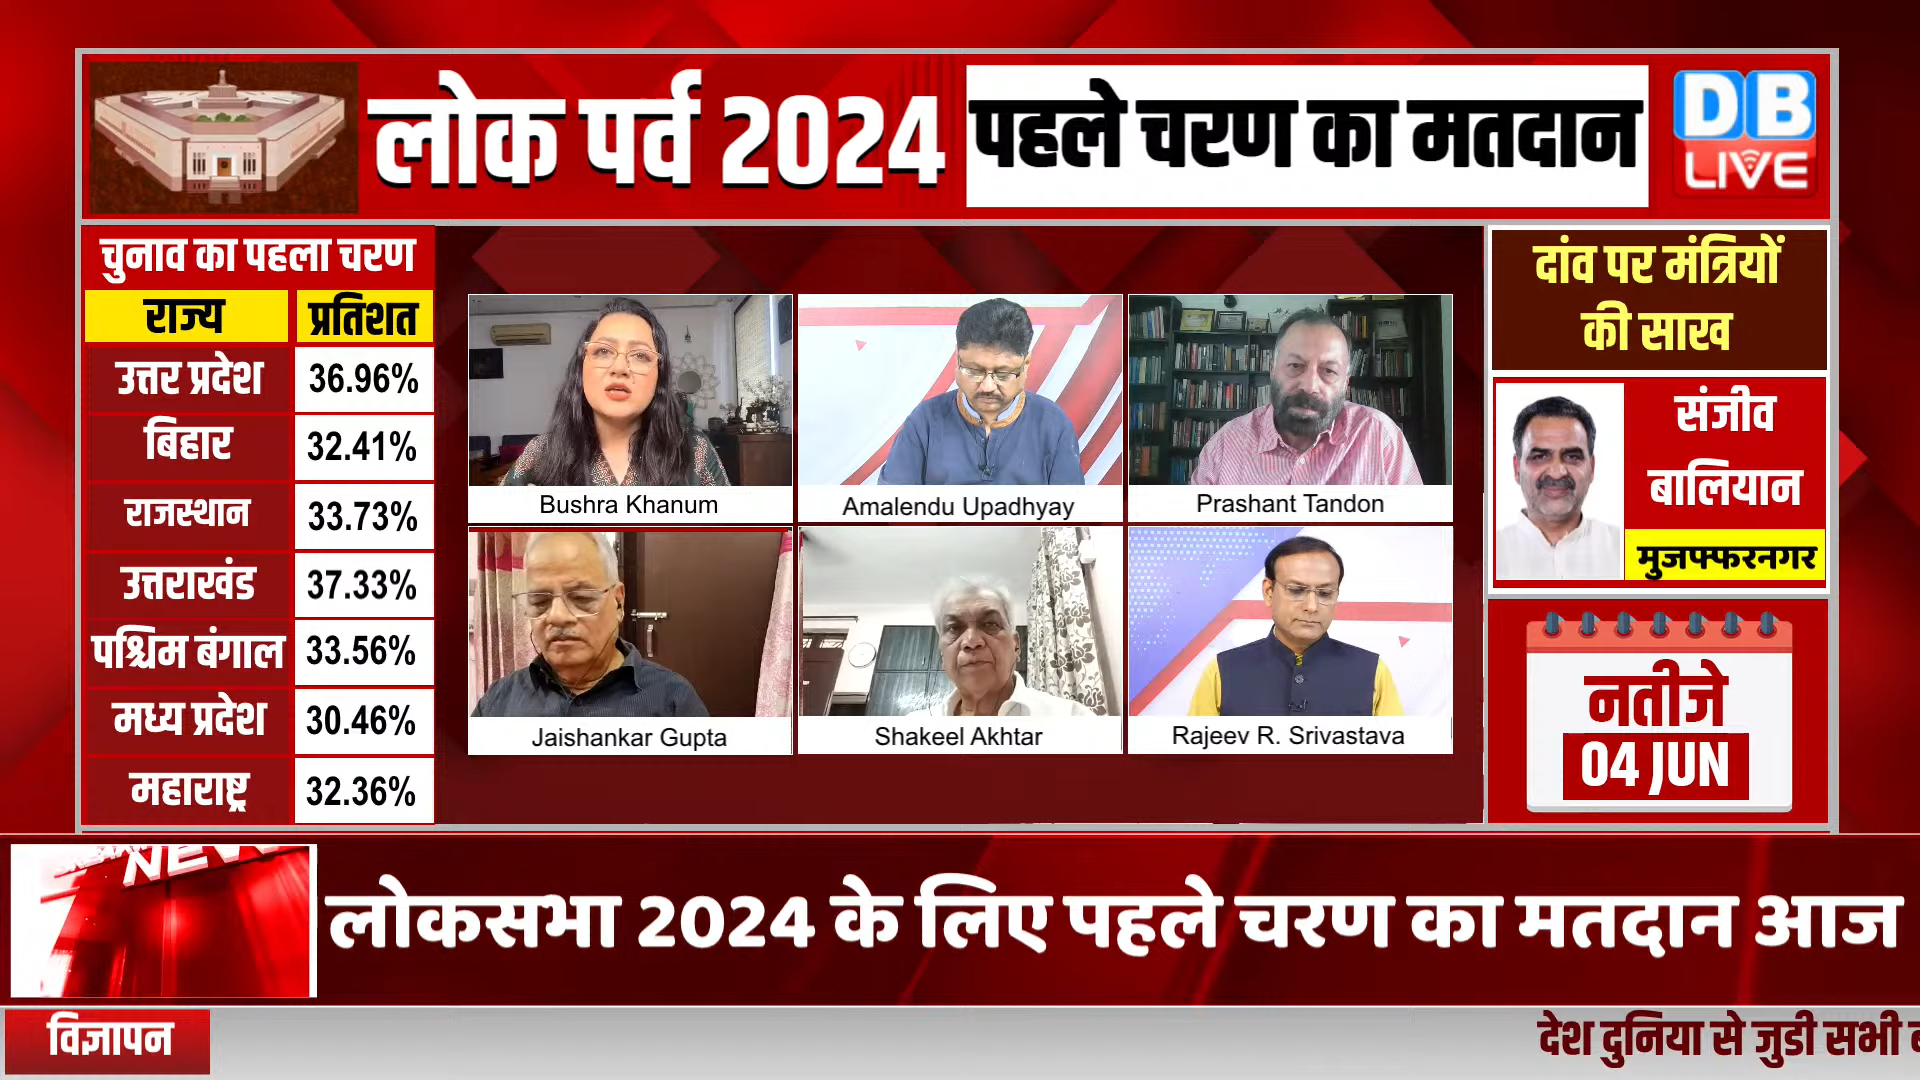 लोक पर्व 2024
पहले चरण का मतदान
DB
LIVE
चुनाव का पहला चरण
राज्य प्रतिशत
उत्तर प्रदेश 36.96%
बिहार 32.41%
राजस्थान 33.73%
उत्तराखंड 37.33%
पश्चिम बंगाल 33.56%
मध्य प्रदेश 30.46%
महाराष्ट्र 32.36%
Bushra Khanum
Amalendu Upadhyay
Prashant Tandon
Jaishankar Gupta
Shakeel Akhtar
Rajeev R. Srivastava
दांव पर मंत्रियों
की साख
संजीव
बालियान
मुजफ्फरनगर
नतीजे
04 JUN
NEW
लोकसभा 2024 के लिए पहले चरण का मतदान आज
विज्ञापन
देश दुनिया से जुडी सभी